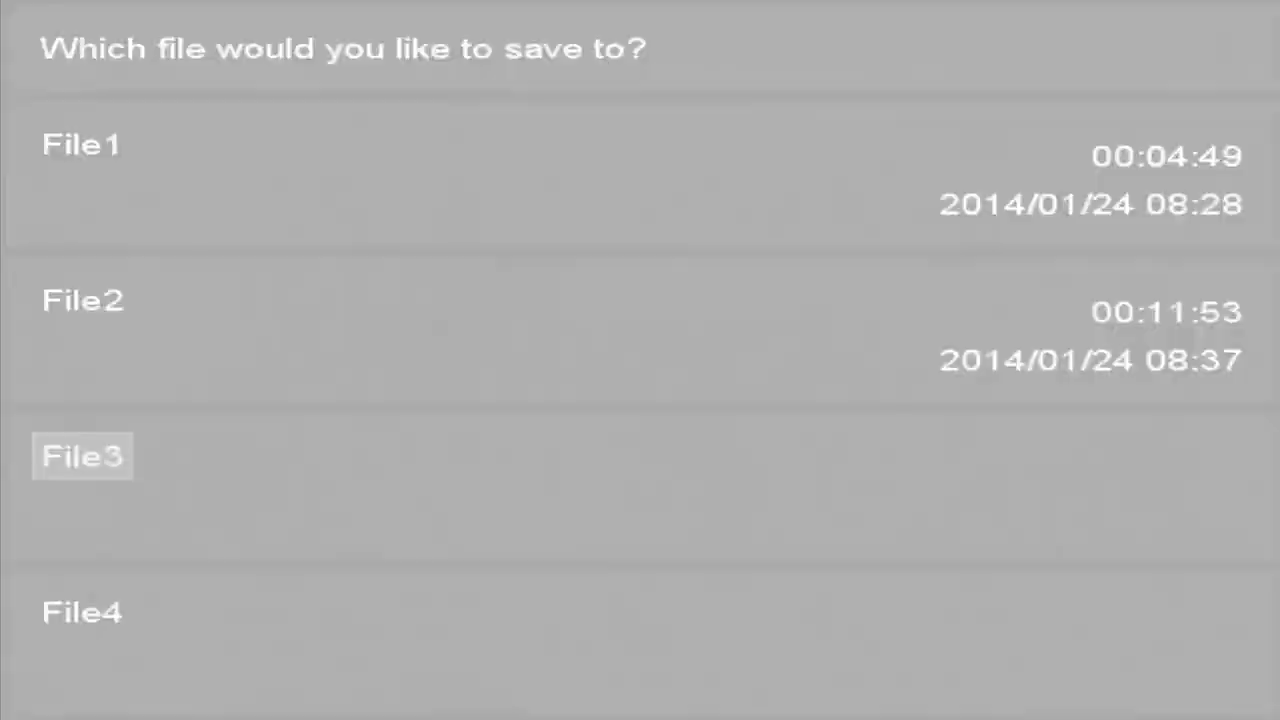 Which file would you like to save to?
File1
00:04:49
2014/01/24 08:28
File2
00:11:53
2014/01/24 08:37
File3
File4